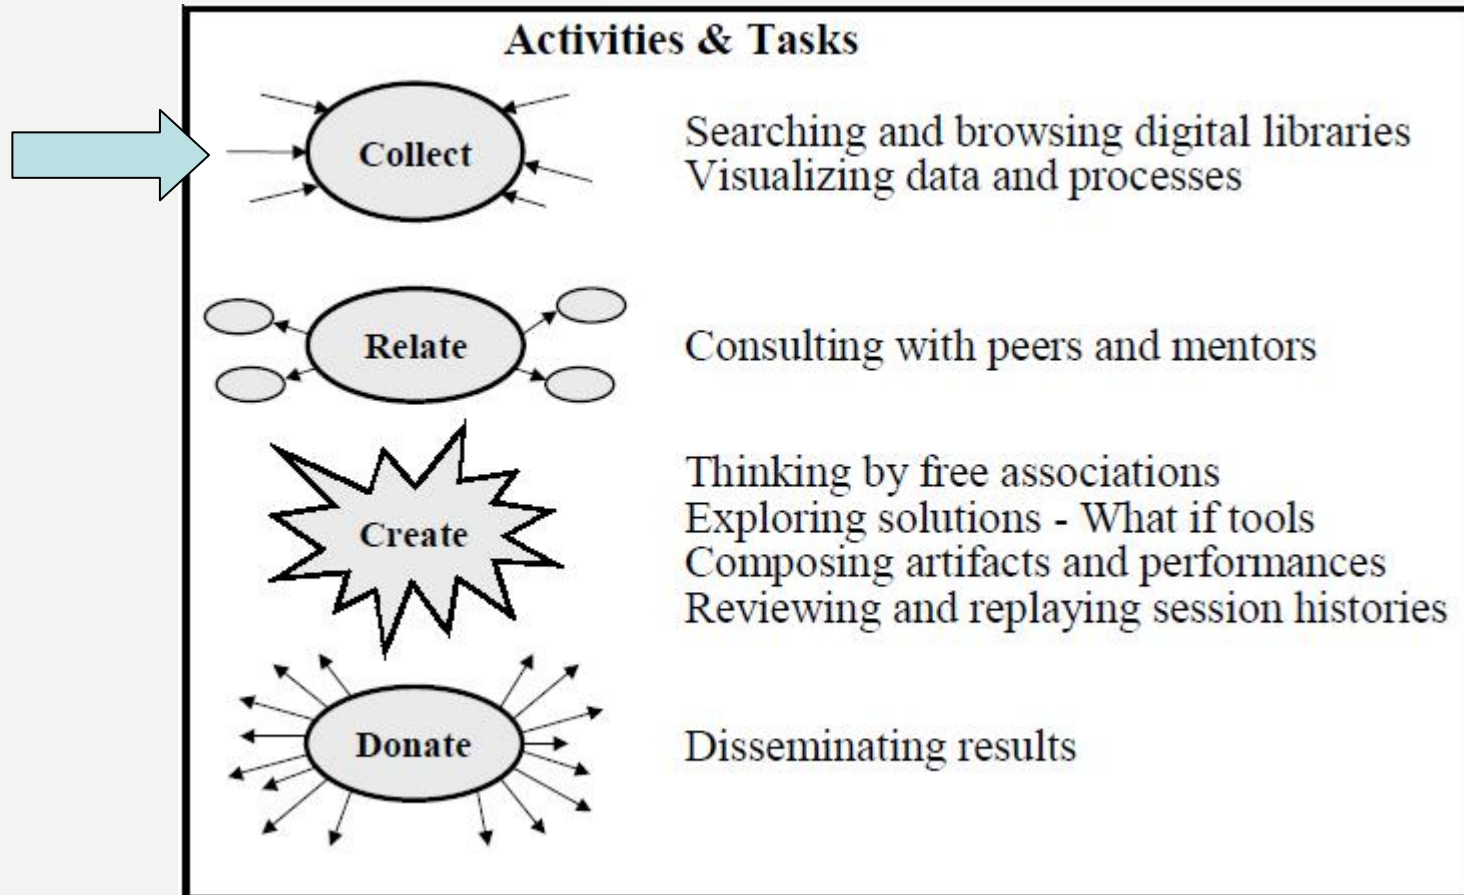 Activities & Tasks
Collect
Searching and browsing digital libraries
Visualizing data and processes
Relate
Consulting with peers and mentors
Create
Thinking by free associations
Exploring solutions - What if tools
Composing artifacts and performances
Reviewing and replaying session histories
Donate
Disseminating results